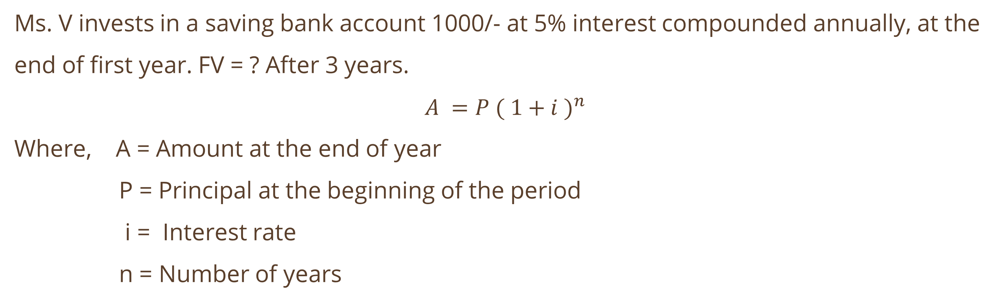 Ms. V invests in a saving bank account 1000/- at 5% interest compounded annually, at the
end of first year. FV = ? After 3 years.
A = P ( 1 + i )ⁿ
Where, A = Amount at the end of year
P = Principal at the beginning of the period
i = Interest rate
n = Number of years